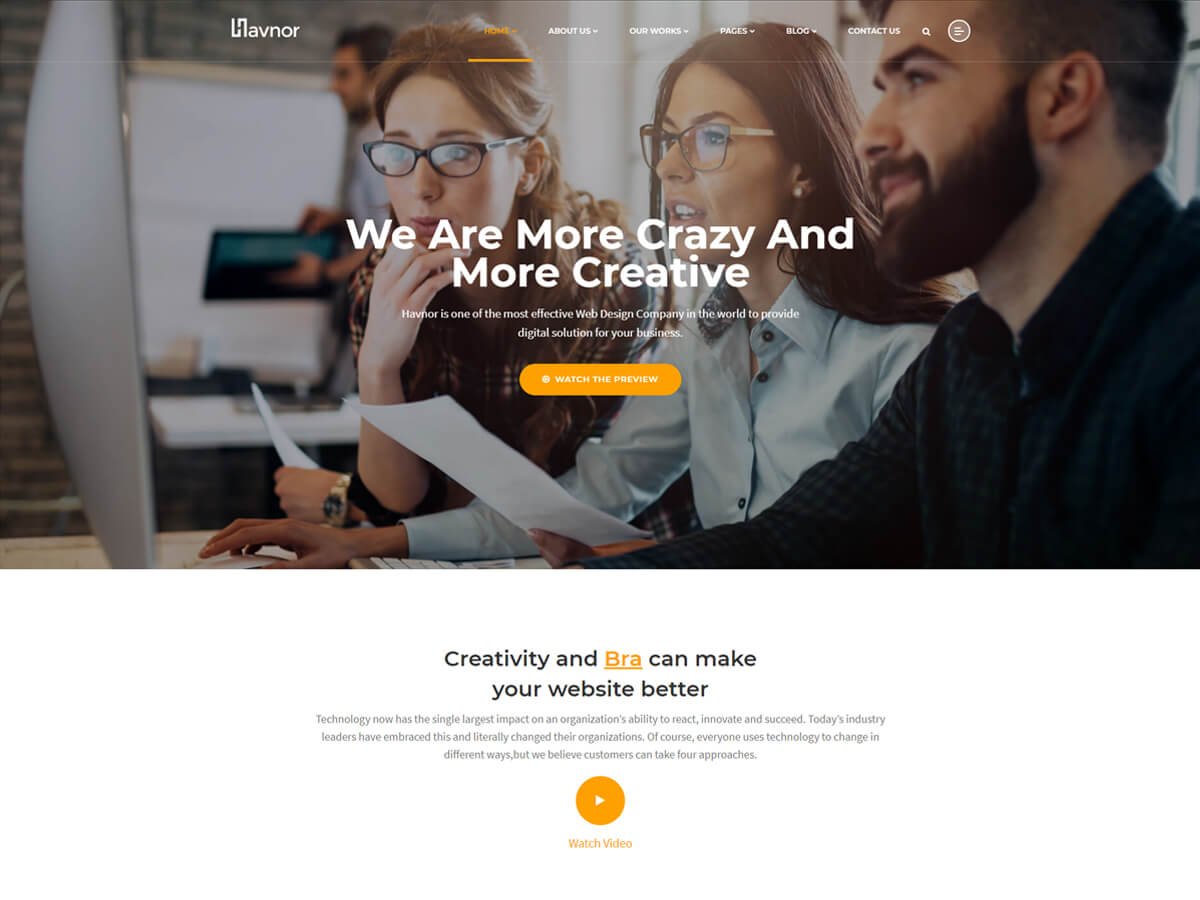 Havnor
HOME ABOUT US OUR WORKS PAGES BLOG CONTACT US
We Are More Crazy And
More Creative
Havnor is one of the most effective Web Design Company in the world to provide
digital solution for your business.
WATCH THE PREVIEW
Creativity and Bra can make
your website better
Technology now has the single largest impact on an organization's ability to react, innovate and succeed. Today's industry
leaders have embraced this and literally changed their organizations. Of course, everyone uses technology to change in
different ways,but we believe customers can take four approaches.
Watch Video